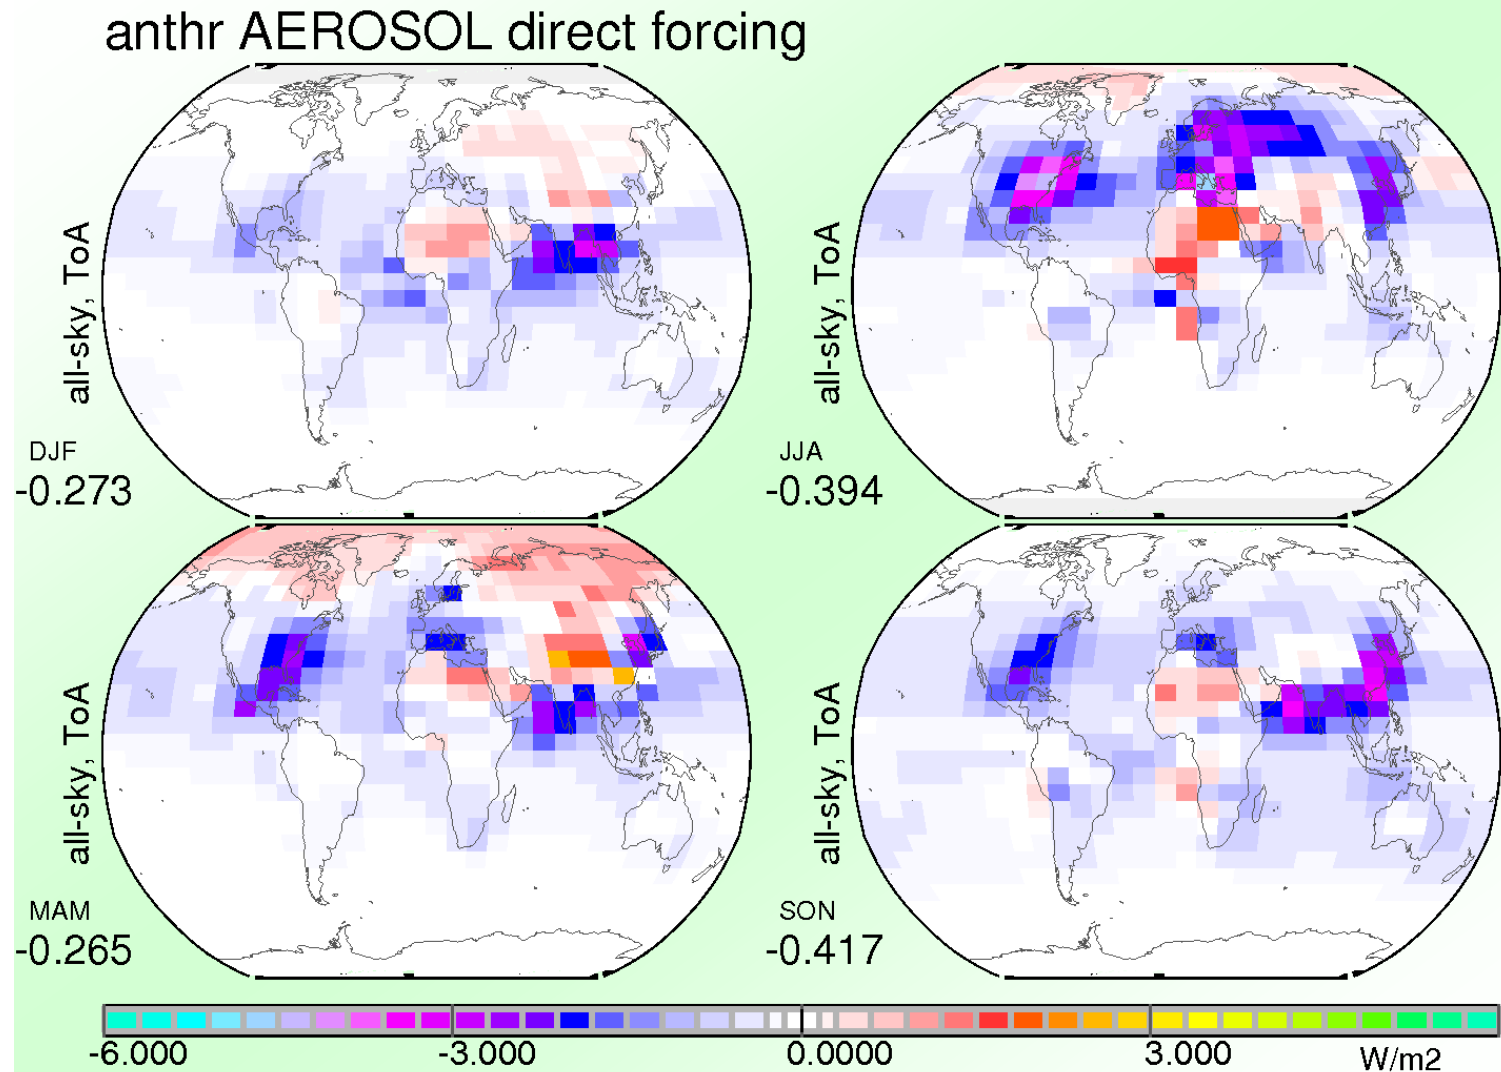 anthr AEROSOL direct forcing
all-sky, ToA
DJF
-0.273
all-sky, ToA
JJA
-0.394
all-sky, ToA
MAM
-0.265
all-sky, ToA
SON
-0.417
-6.000 -3.000 0.0000 3.000 W/m2